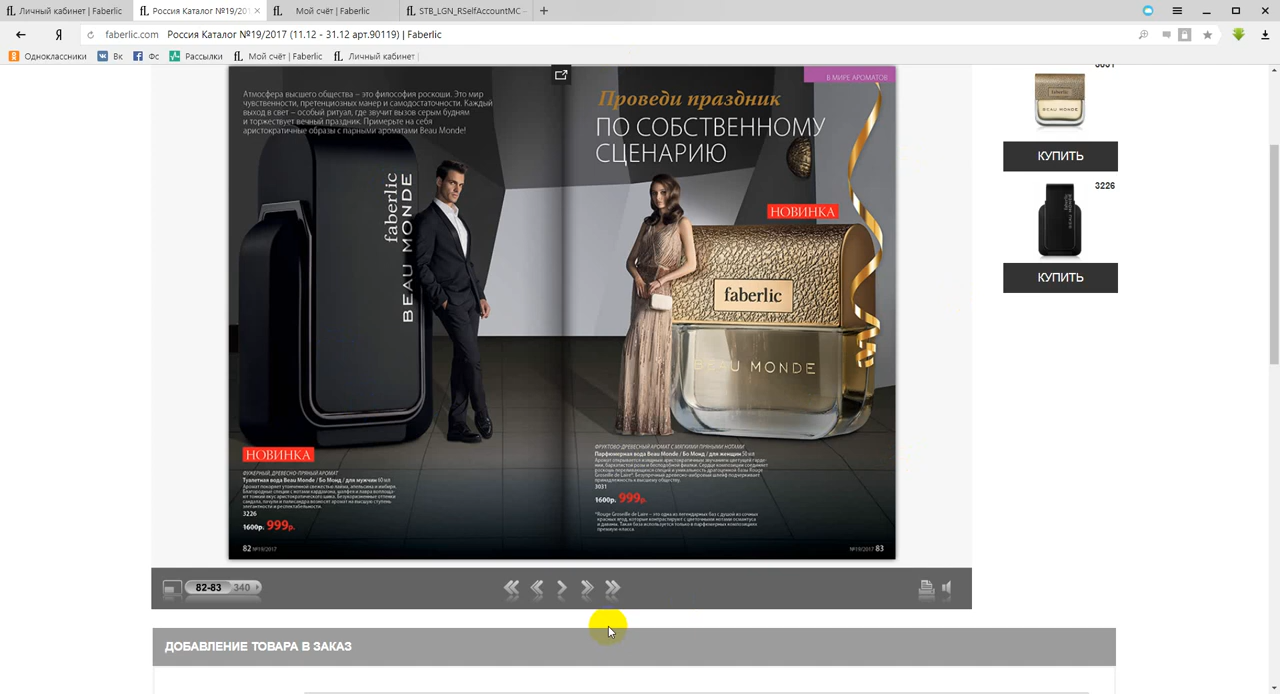 Личный кабинет | Faberlic
Россия Каталог №19/201
Мой счёт | Faberlic
STB_LGN_RSelfAccountMC -
faberlic.com Россия Каталог №19/2017 (11.12 - 31.12 арт.90119) | Faberlic
Одноклассники
Вк
Фс
Рассылки
Мой счёт | Faberlic
Личный кабинет
Атмосфера высшего общества – это философия роскоши. Это мир
чувственности, претенциозных манер и самодостаточности. Каждый
выход в свет – особый ритуал, где звучит вызов серым будням
и торжествует вечный праздник. Примерьте на себя
аристократичные образы с парными ароматами Beau Monde!
faberlic
BEAU MONDE
НОВИНКА
ФУЖЕРНЫЙ, ДРЕВЕСНО-ПРЯНЫЙ АРОМАТ
Туалетная вода Beau Monde / Бо Монд / для мужчин 60 мл
3226
1600р. 999р.
82 №19/2017
В МИРЕ АРОМАТОВ
Проведи праздник
ПО СОБСТВЕННОМУ
СЦЕНАРИЮ
НОВИНКА
faberlic
BEAU MONDE
ФРУКТОВО-ДРЕВЕСНЫЙ АРОМАТ С МЯГКИМИ ПРЯНЫМИ НОТАМИ
Парфюмерная вода Beau Monde / Бо Монд / для женщин 50 мл
3031
1600р. 999р.
№19/2017 83
3031
BEAU MONDE
КУПИТЬ
3226
КУПИТЬ
82-83 340
ДОБАВЛЕНИЕ ТОВАРА В ЗАКАЗ